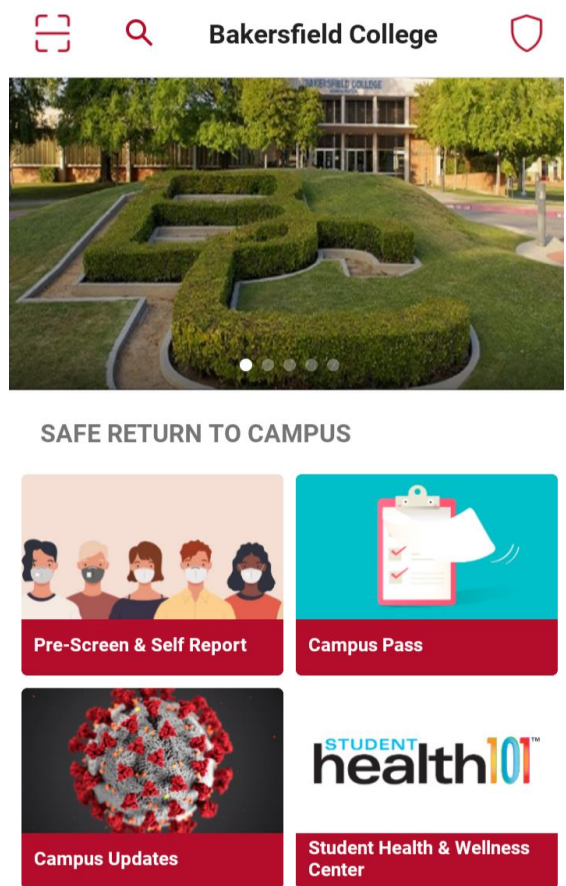 Bakersfield College
BAKERSFIELD COLLEGE
SAFE RETURN TO CAMPUS
Pre-Screen & Self Report
Campus Pass
STUDENT
health101™
Campus Updates
Student Health & Wellness
Center